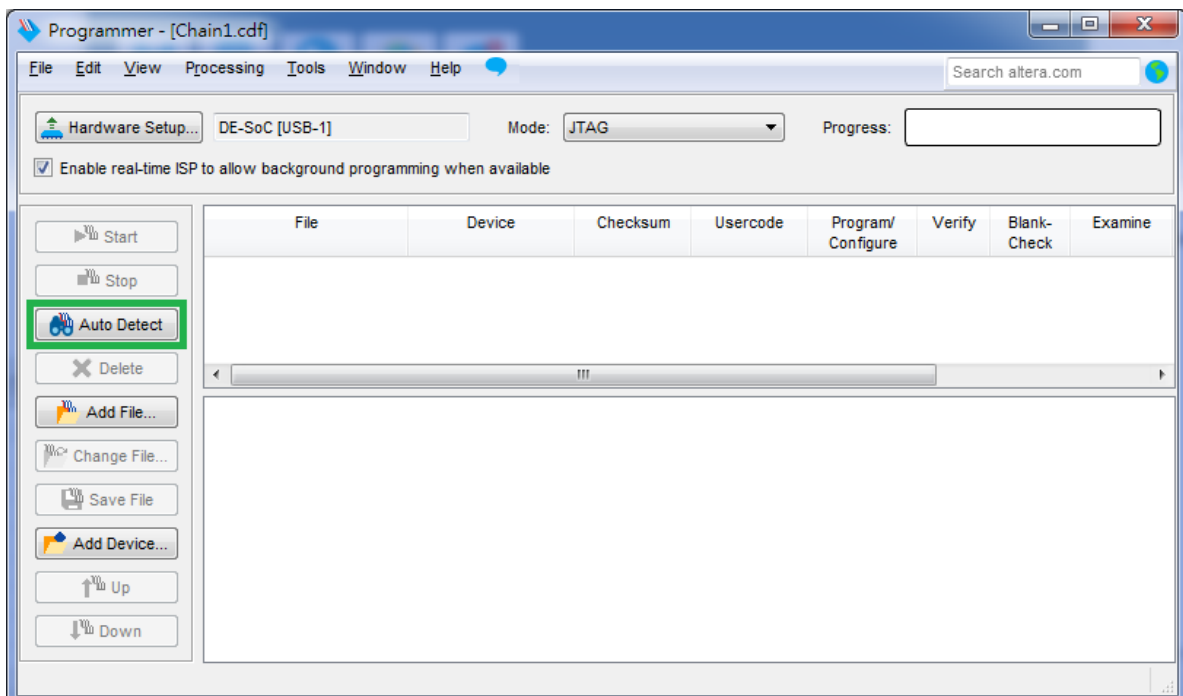 Programmer - [Chain1.cdf]
File Edit View Processing Tools Window Help
Search altera.com
Hardware Setup... DE-SoC [USB-1] Mode: JTAG Progress:
Enable real-time ISP to allow background programming when available
File Device Checksum Usercode Program/ Configure Verify Blank- Check Examine
Start
Stop
Auto Detect
Delete
Add File...
Change File...
Save File
Add Device...
Up
Down